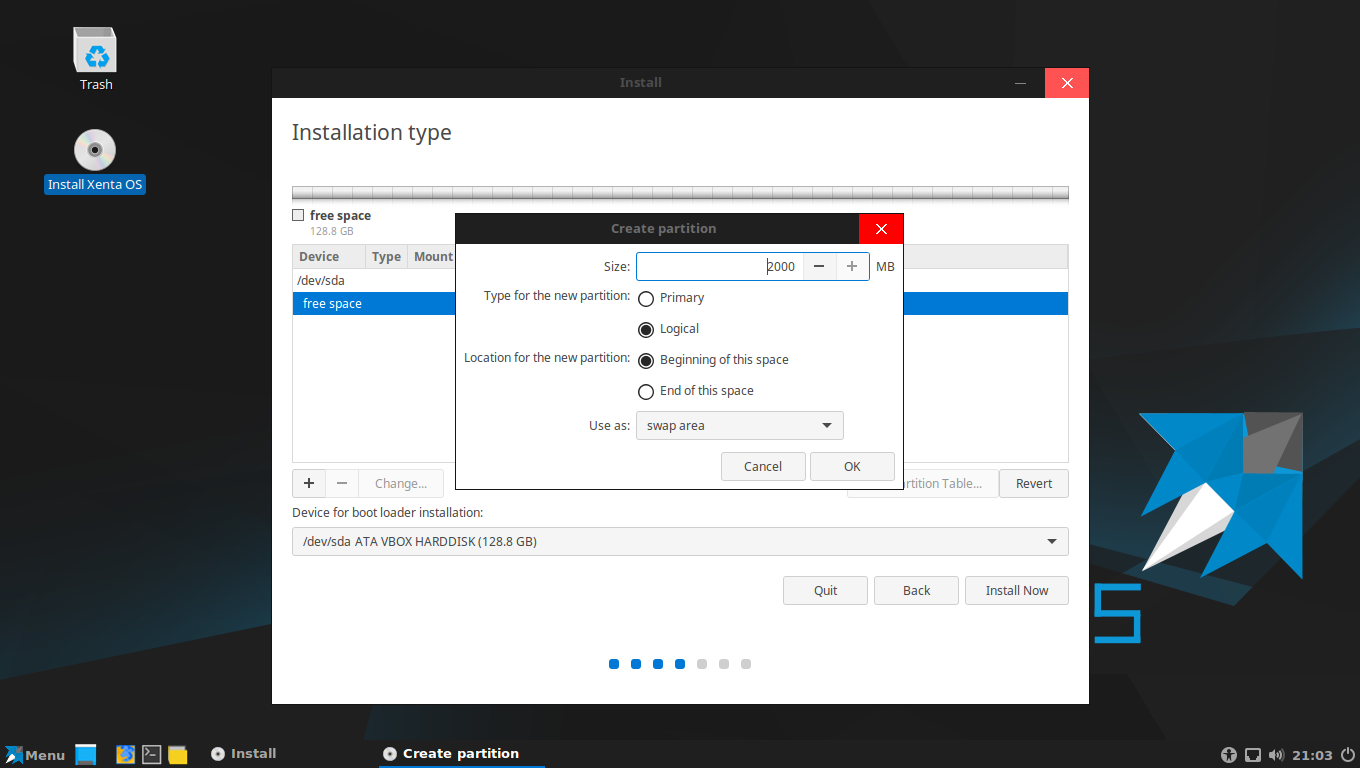 Trash
Install Xenta OS
Install
Installation type
free space
128.8 GB
Device Type Mount
/dev/sda
free space
Create partition
Size: 2000 MB
Type for the new partition: Primary
Logical
Location for the new partition: Beginning of this space
End of this space
Use as: swap area
Cancel OK
Change... rtition Table... Revert
Device for boot loader installation:
/dev/sda ATA VBOX HARDDISK (128.8 GB)
Quit Back Install Now
S
Menu Install Create partition 21:03